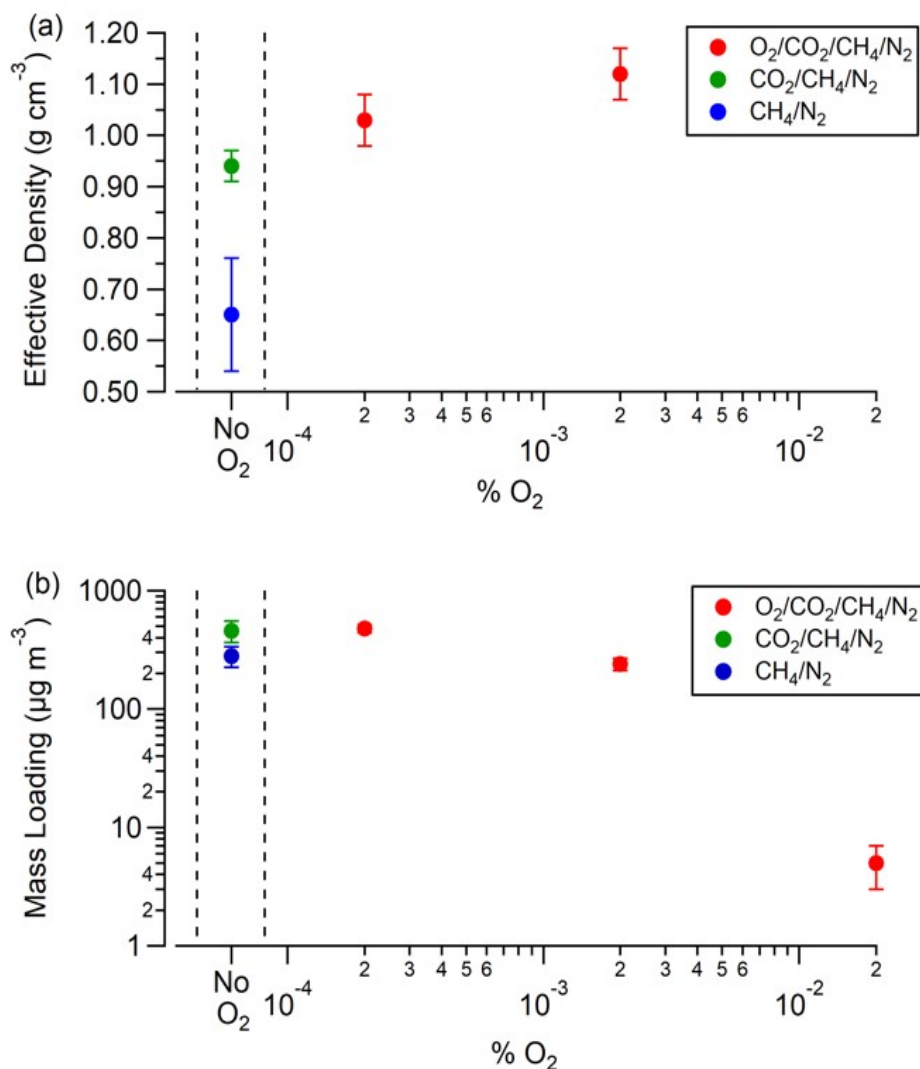 (a)
Effective Density (g cm⁻³)
1.20
1.10
1.00
0.90
0.80
0.70
0.60
0.50
O₂/CO₂/CH₄/N₂
CO₂/CH₄/N₂
CH₄/N₂
No O₂
10⁻⁴
2 3 4 5 6
10⁻³
2 3 4 5 6
10⁻²
2
% O₂
(b)
Mass Loading (µg m⁻³)
1000
4
2
100
4
2
10
4
2
1
O₂/CO₂/CH₄/N₂
CO₂/CH₄/N₂
CH₄/N₂
No O₂
10⁻⁴
2 3 4 5 6
10⁻³
2 3 4 5 6
10⁻²
2
% O₂